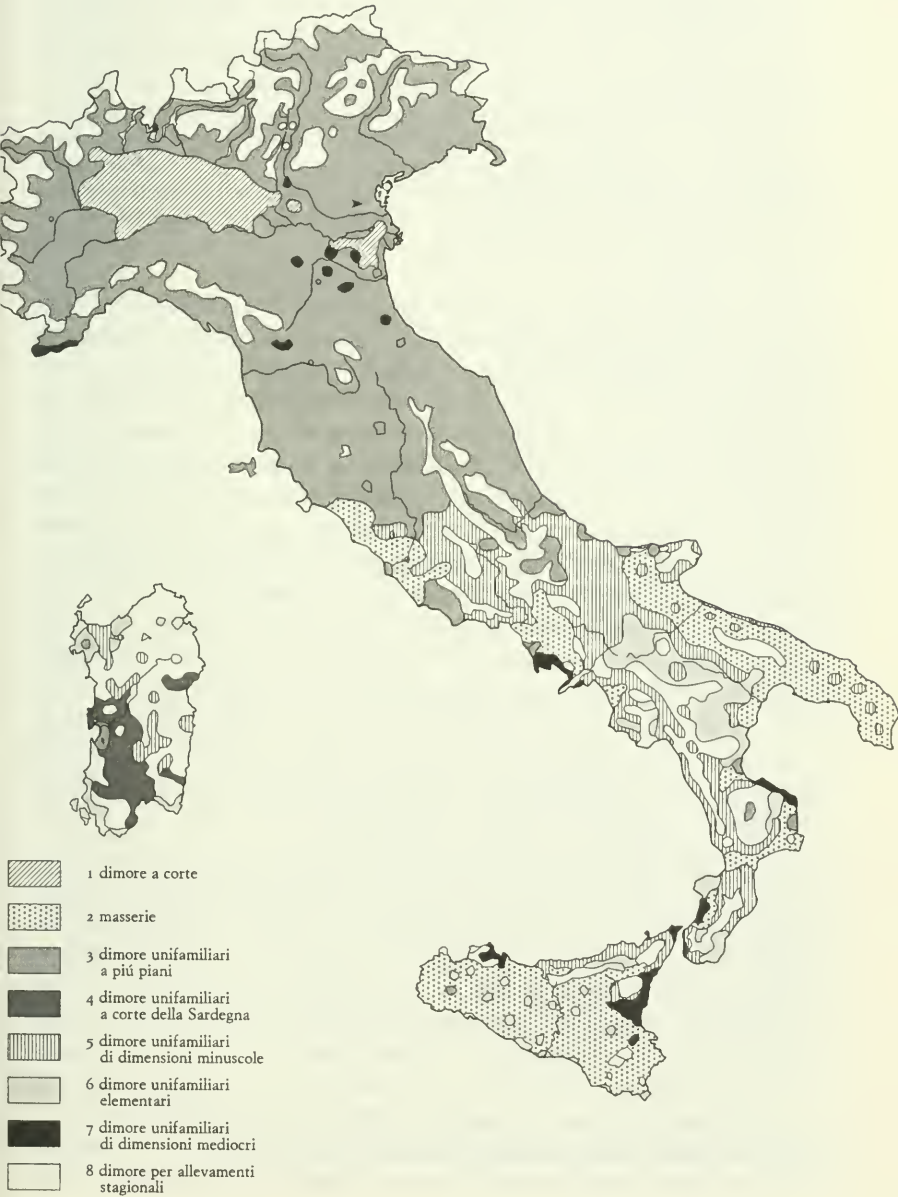 1 dimore a corte
2 masserie
3 dimore unifamiliari
a piú piani
4 dimore unifamiliari
a corte della Sardegna
5 dimore unifamiliari
di dimensioni minuscole
6 dimore unifamiliari
elementari
7 dimore unifamiliari
di dimensioni mediocri
8 dimore per allevamenti
stagionali